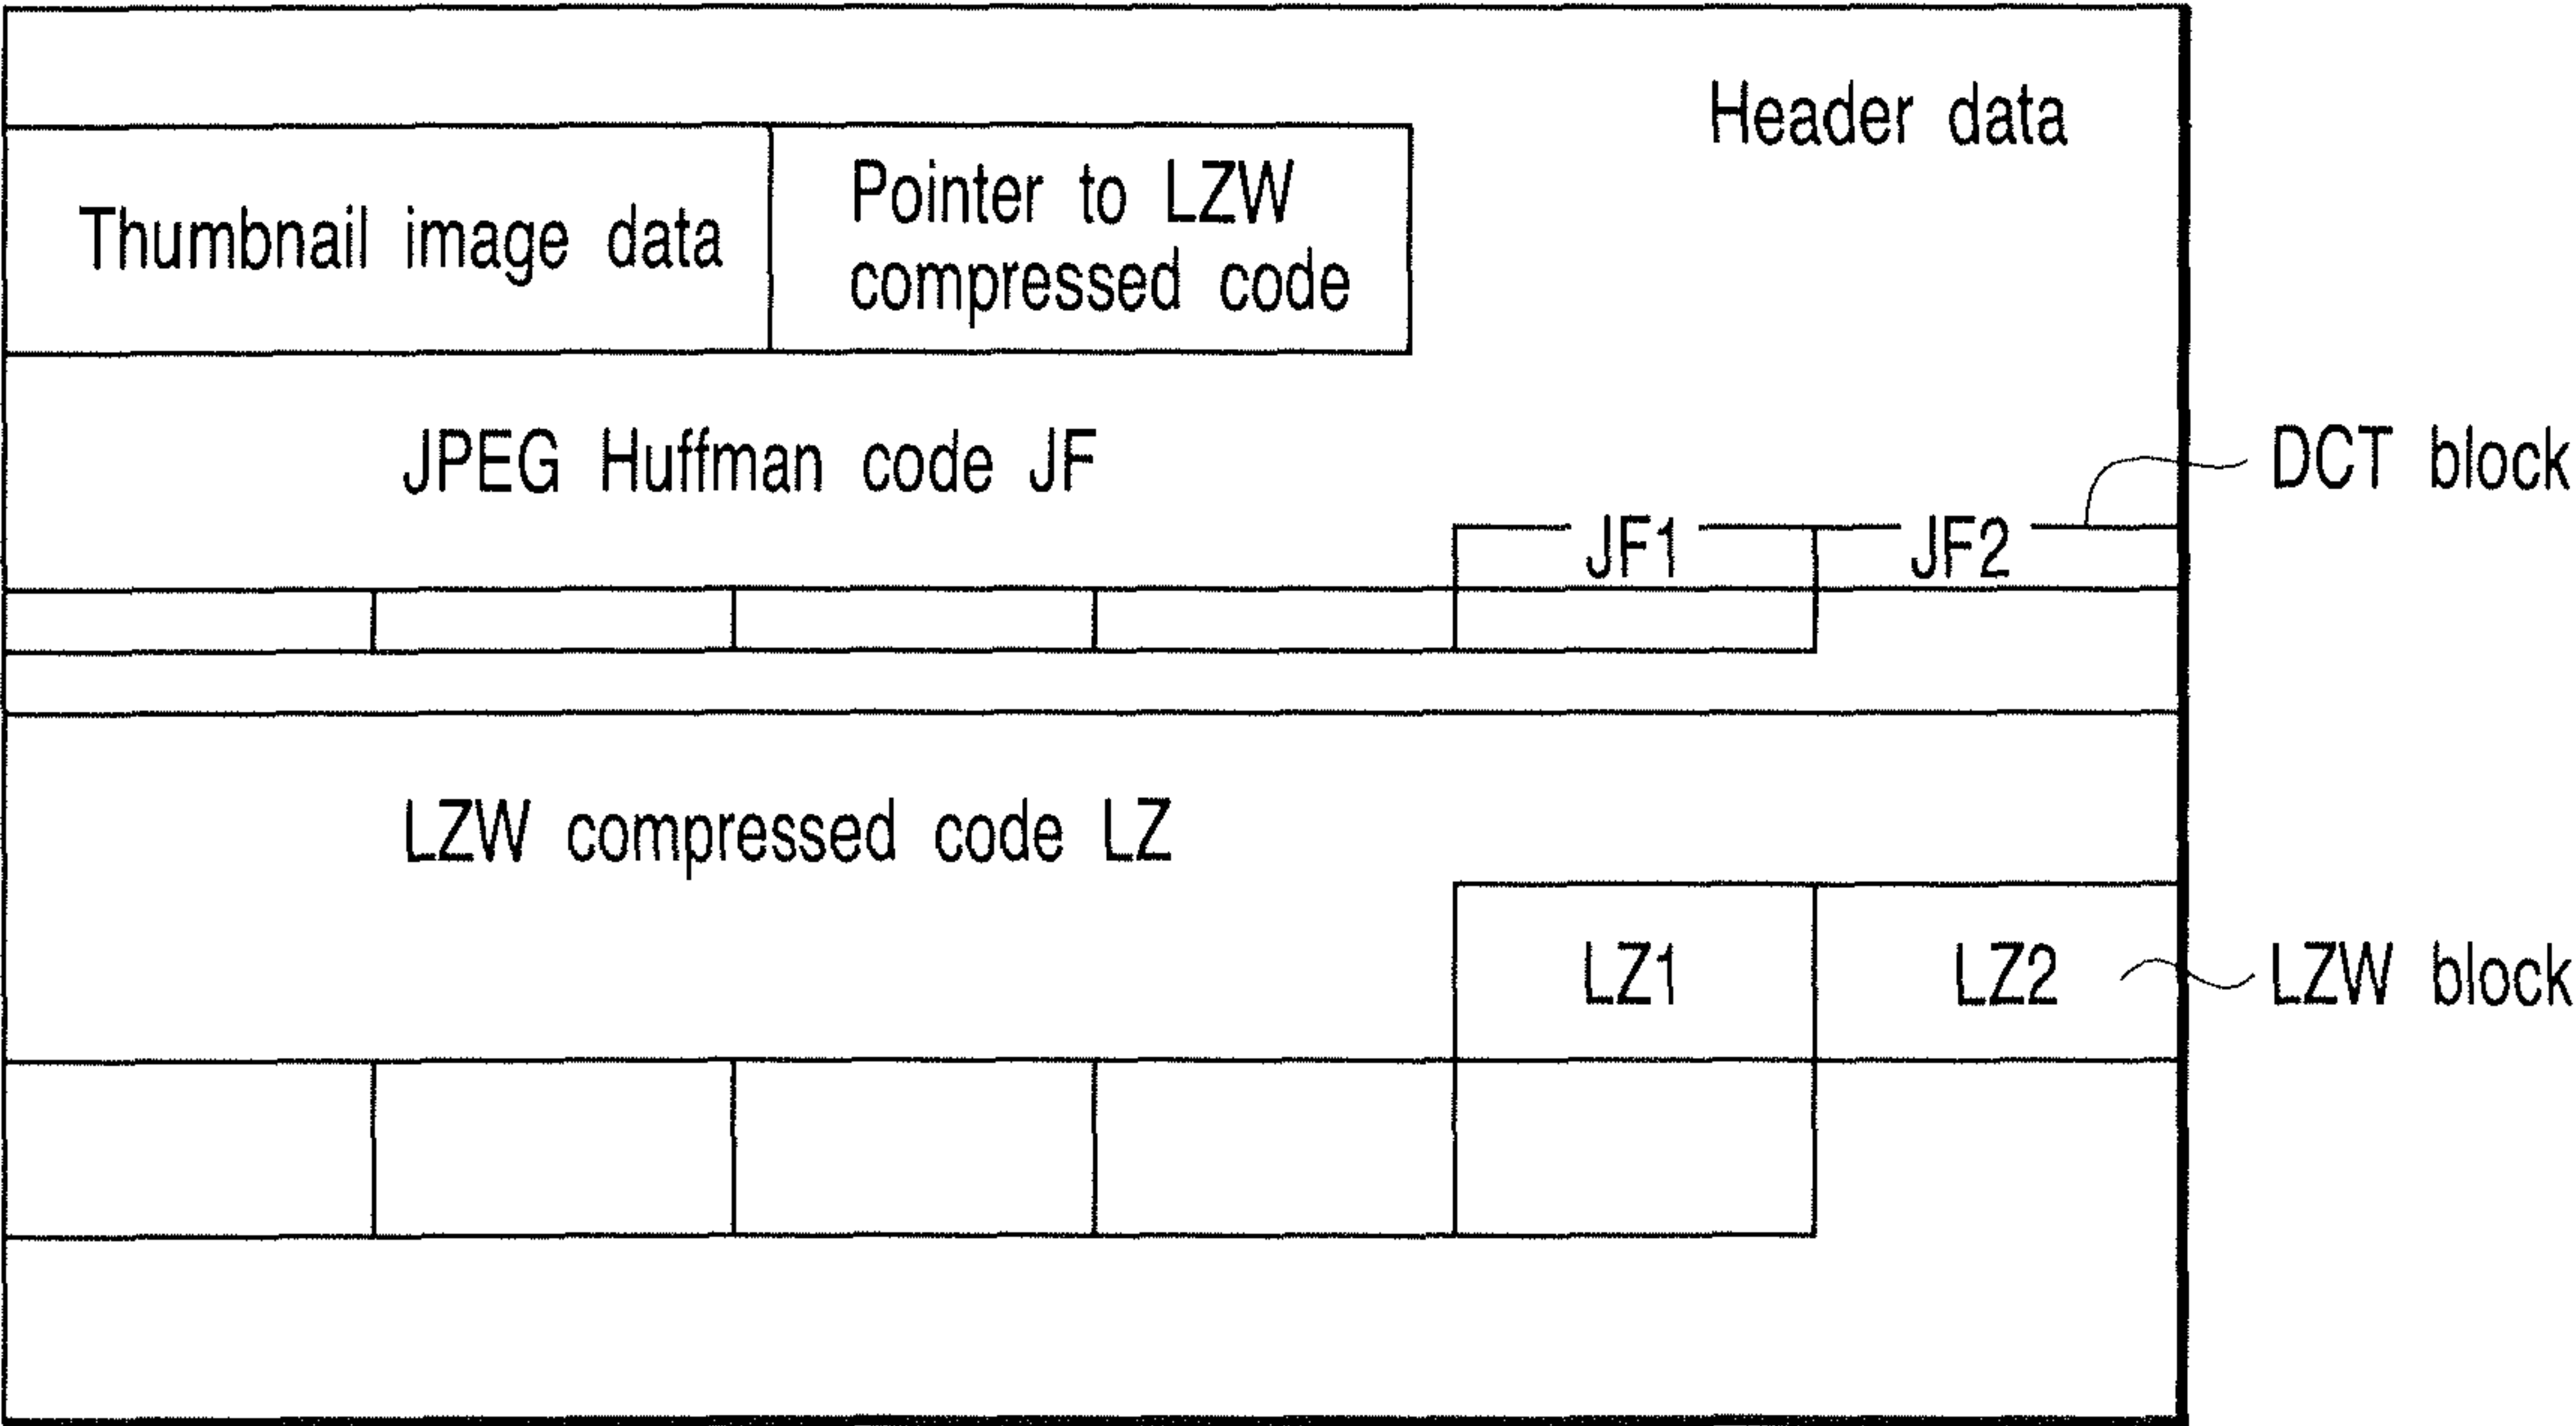 Header data
Thumbnail image data
Pointer to LZW
compressed code
JPEG Huffman code JF
DCT block
JF1
JF2
LZW compressed code LZ
LZ1
LZ2
LZW block